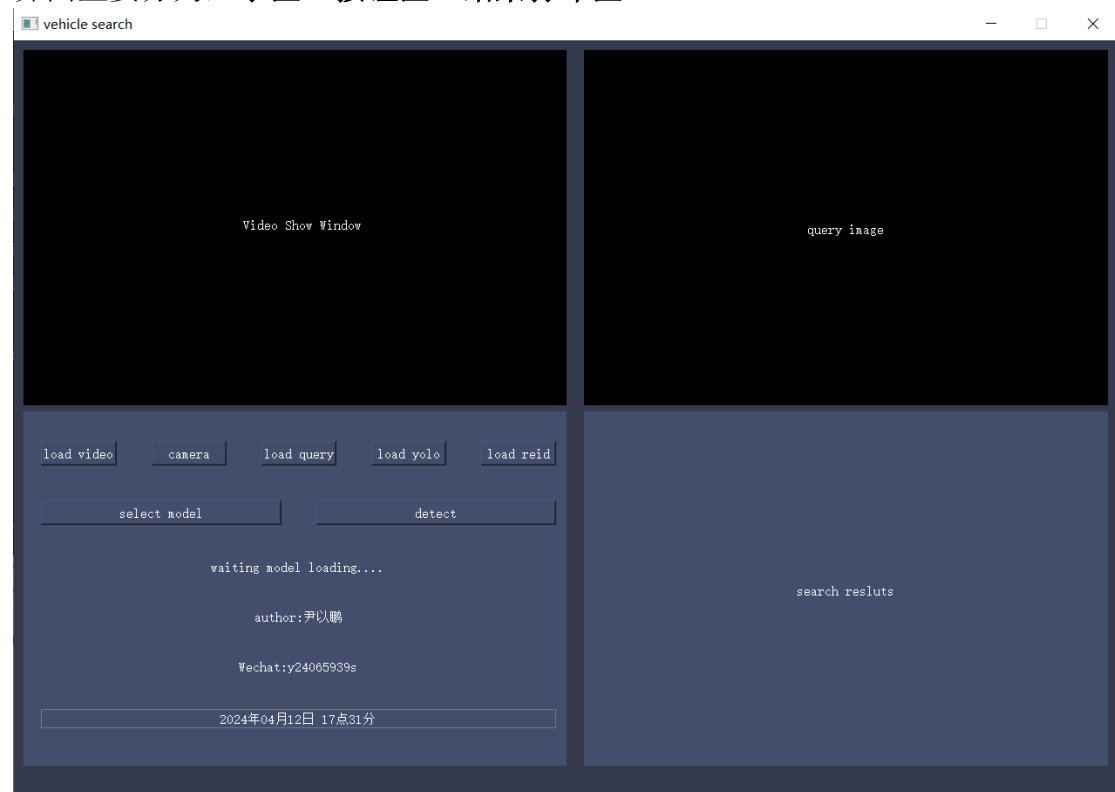 vehicle search
Video Show Window
query image
load video camera load query load yolo load reid
select model detect
waiting model loading....
search resluts
author:尹以鹏
Wechat:y24065939s
2024年04月12日 17点31分